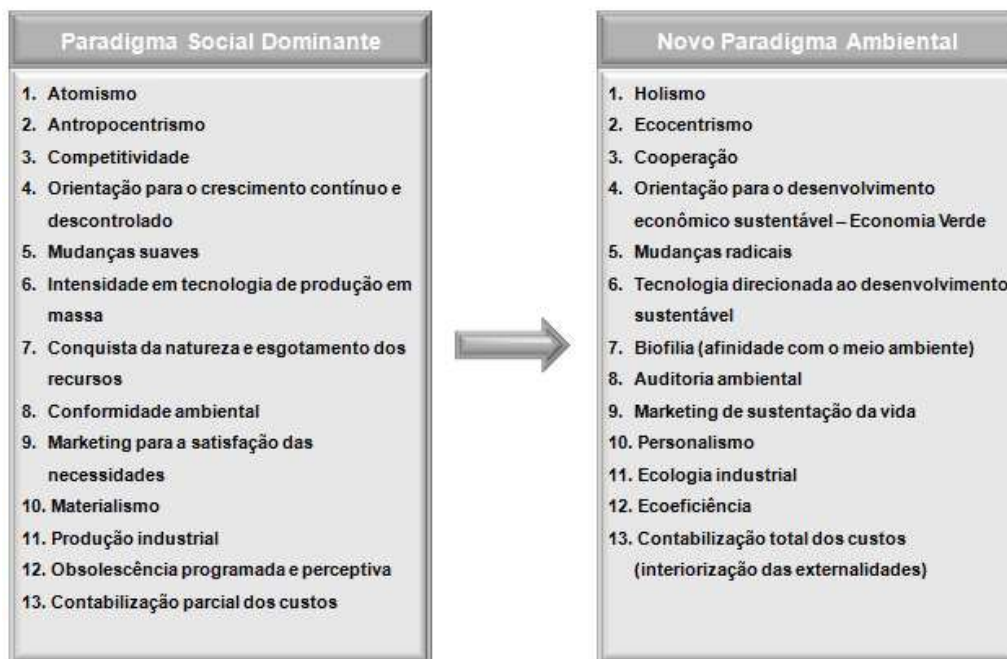 Paradigma Social Dominante
1. Atomismo
2. Antropocentrismo
3. Competitividade
4. Orientação para o crescimento contínuo e
descontrolado
5. Mudanças suaves
6. Intensidade em tecnologia de produção em
massa
7. Conquista da natureza e esgotamento dos
recursos
8. Conformidade ambiental
9. Marketing para a satisfação das
necessidades
10. Materialismo
11. Produção industrial
12. Obsolescência programada e perceptiva
13. Contabilização parcial dos custos
Novo Paradigma Ambiental
1. Holismo
2. Ecocentrismo
3. Cooperação
4. Orientação para o desenvolvimento
econômico sustentável – Economia Verde
5. Mudanças radicais
6. Tecnologia direcionada ao desenvolvimento
sustentável
7. Biofilia (afinidade com o meio ambiente)
8. Auditoria ambiental
9. Marketing de sustentação da vida
10. Personalismo
11. Ecologia industrial
12. Ecoeficiência
13. Contabilização total dos custos
(interiorização das externalidades)